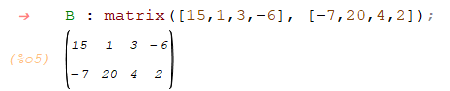 → B : matrix([15,1,3,-6], [-7,20,4,2]);
15 1 3 -6
(%o5)
-7 20 4 2